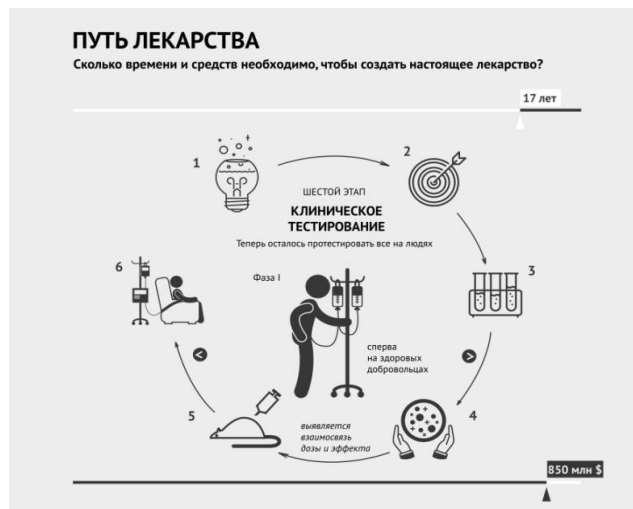 ПУТЬ ЛЕКАРСТВА
Сколько времени и средств необходимо, чтобы создать настоящее лекарство?
17 лет
1
2
ШЕСТОЙ ЭТАП
КЛИНИЧЕСКОЕ
ТЕСТИРОВАНИЕ
Теперь осталось протестировать все на людях
6
Фаза I
3
сперва
на здоровых
добровольцах
5
4
выявляется
взаимосвязь
дозы и эффекта
850 млн $